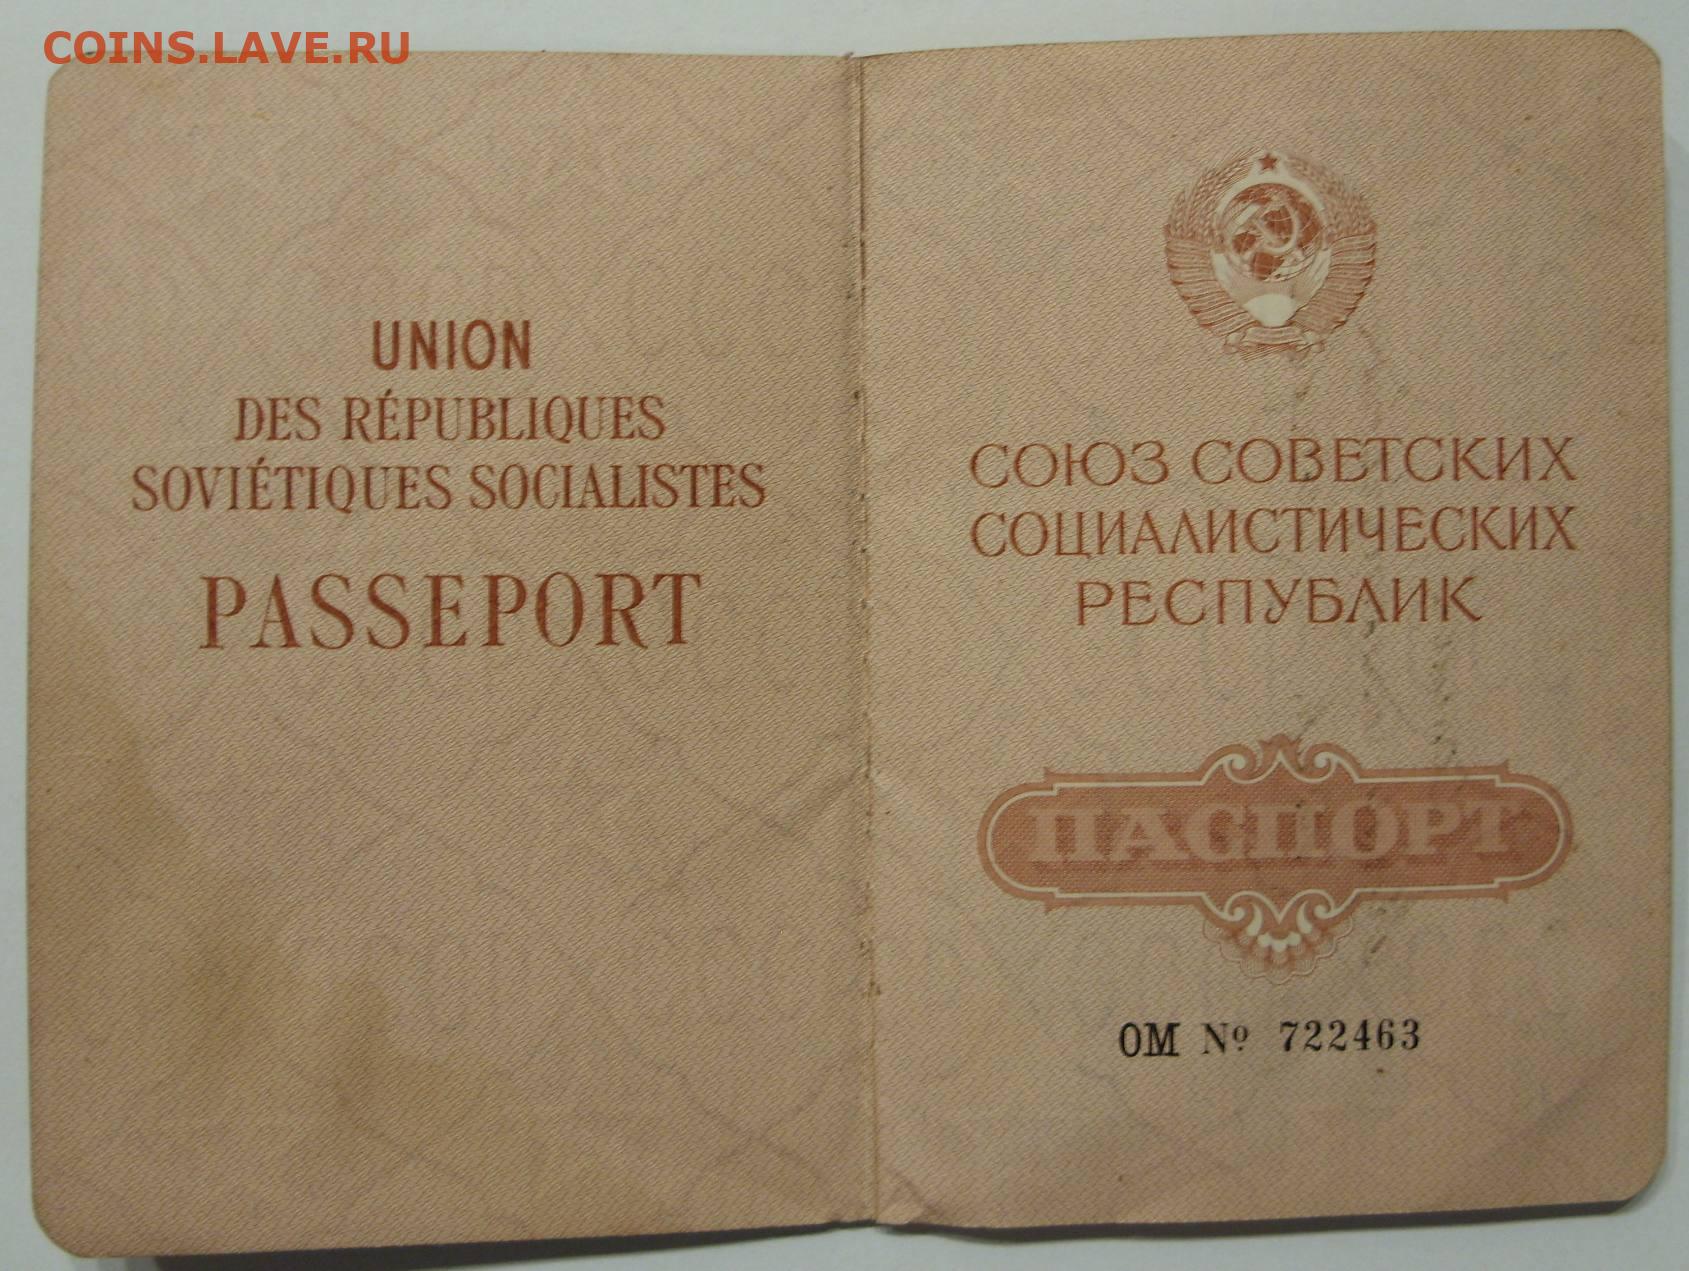 COINS.LAVE.RU
UNION
DES RÉPUBLIQUES
SOVIÉTIQUES SOCIALISTES
PASSEPORT
СОЮЗ СОВЕТСКИХ
СОЦИАЛИСТИЧЕСКИХ
РЕСПУБЛИК
ПАСПОРТ
ОМ № 722463